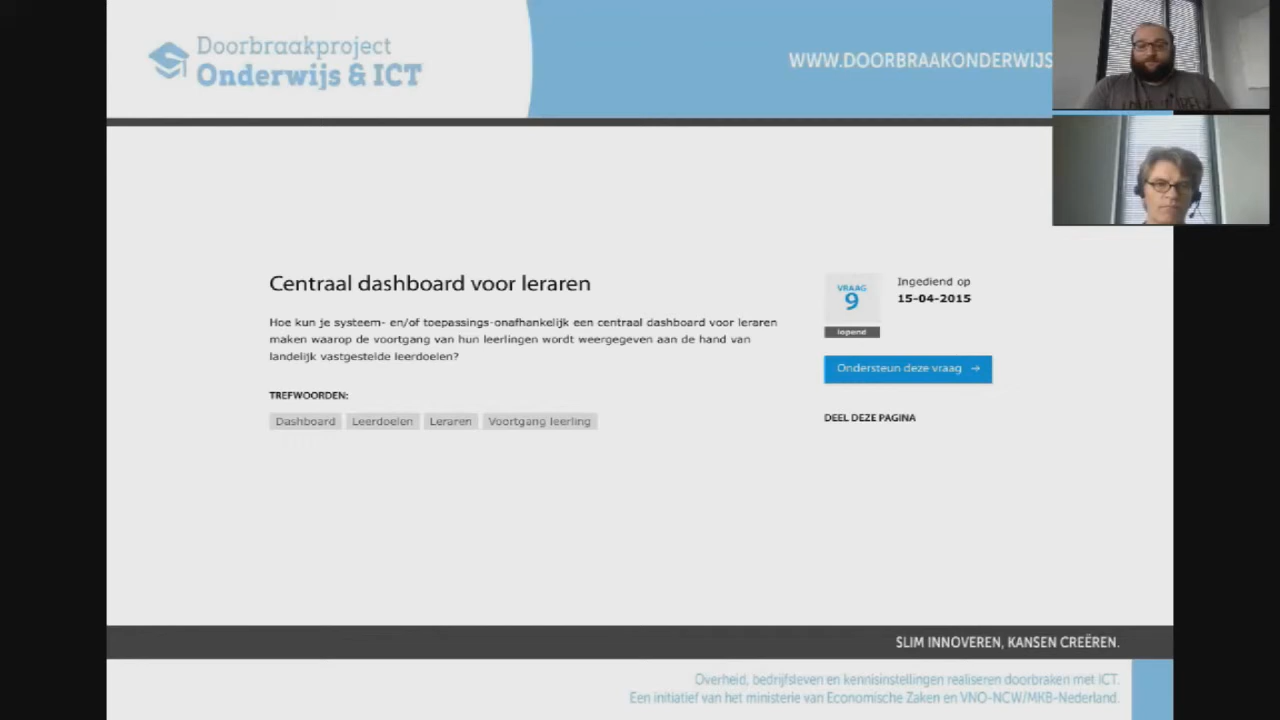 Doorbraakproject
Onderwijs & ICT
WWW.DOORBRAAKONDERWIJS
Centraal dashboard voor leraren
Hoe kun je systeem- en/of toepassings-onafhankelijk een centraal dashboard voor leraren
maken waarop de voortgang van hun leerlingen wordt weergegeven aan de hand van
landelijk vastgestelde leerdoelen?
TREFWOORDEN:
Dashboard Leerdoelen Leraren Voortgang leerling
VRAAG
9
lopend
Ingediend op
15-04-2015
Ondersteun deze vraag →
DEEL DEZE PAGINA
SLIM INNOVEREN, KANSEN CREËREN.
Overheid, bedrijfsleven en kennisinstellingen realiseren doorbraken met ICT.
Een initiatief van het ministerie van Economische Zaken en VNO-NCW/MKB-Nederland.